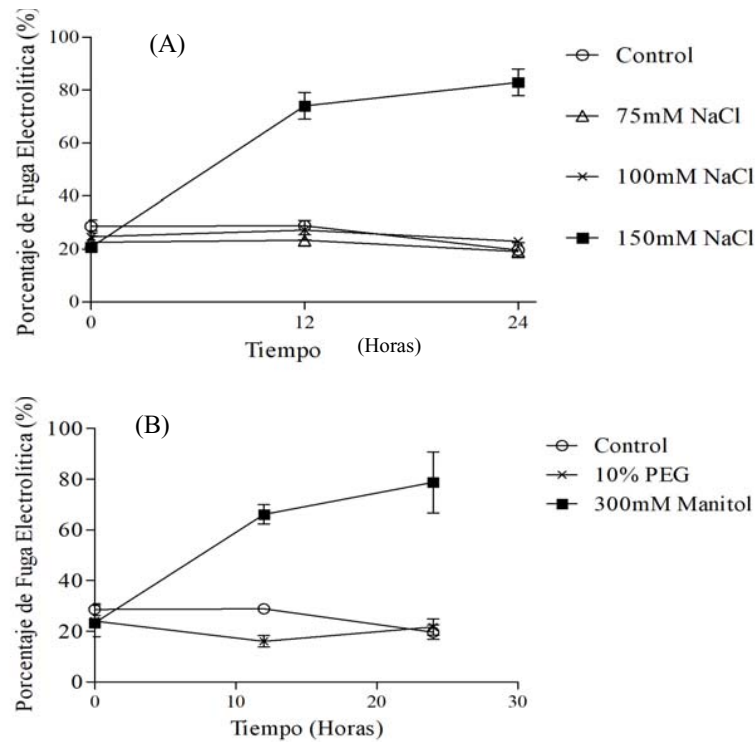 (A)
Porcentaje de Fuga Electrolítica (%)
100
80
60
40
20
0
0
12
24
Tiempo
(Horas)
Control
75mM NaCl
100mM NaCl
150mM NaCl
(B)
Porcentaje de Fuga Electrolítica (%)
100
80
60
40
20
0
0
10
20
30
Tiempo (Horas)
Control
10% PEG
300mM Manitol